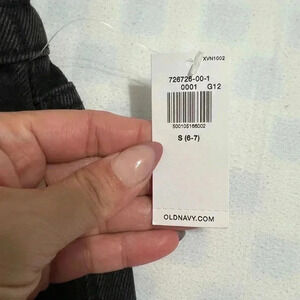 XVN1002
726726-00-1
0001 G12
500105166002
S (6-7)
OLDNAVY.COM